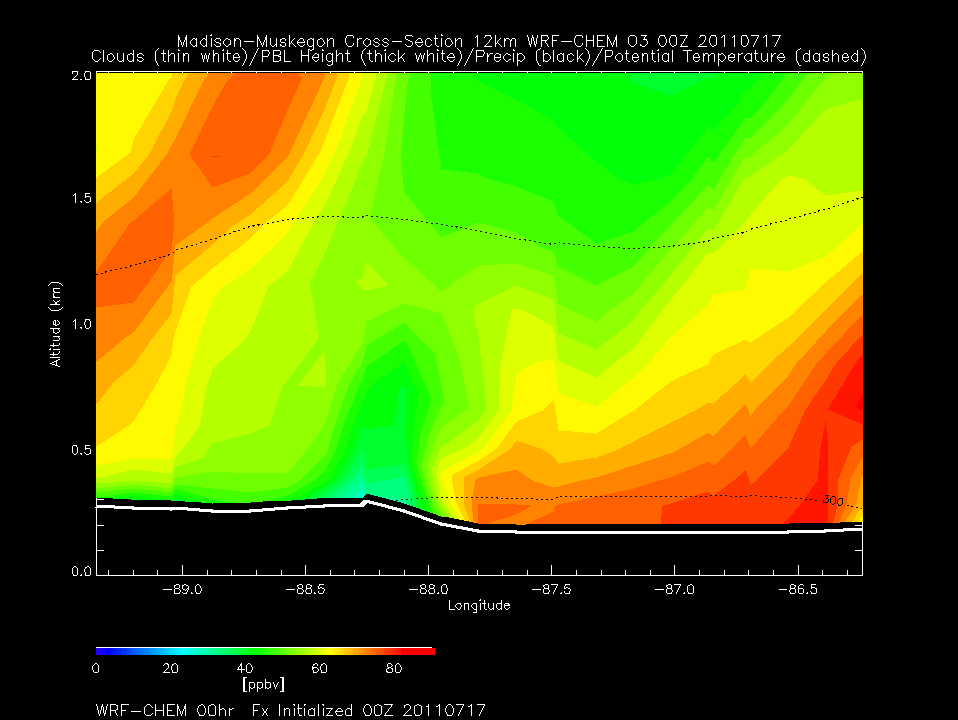 Madison-Muskegon Cross-Section 12km WRF-CHEM O3 00Z 20110717
Clouds (thin white)/PBL Height (thick white)/Precip (black)/Potential Temperature (dashed)
2.0
1.5
1.0
0.5
0.0
Altitude (km)
300
-89.0 -88.5 -88.0 -87.5 -87.0 -86.5
Longitude
0 20 40 60 80
[ppbv]
WRF-CHEM 00hr Fx Initialized 00Z 20110717